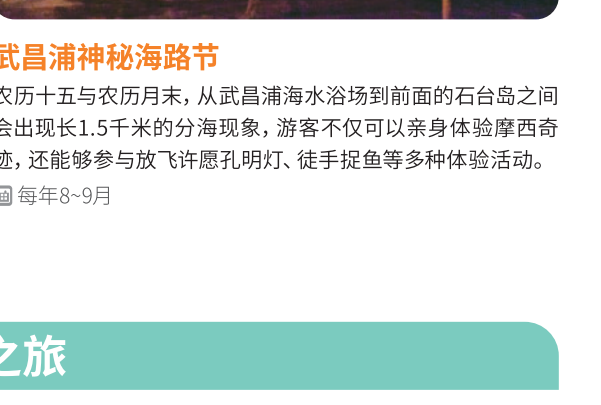 武昌浦神秘海路节
农历十五与农历月末，从武昌浦海水浴场到前面的石台岛之间
会出现长1.5千米的分海现象，游客不仅可以亲身体验摩西奇
迹，还能够参与放飞许愿孔明灯、徒手捉鱼等多种体验活动。
每年8~9月
之旅